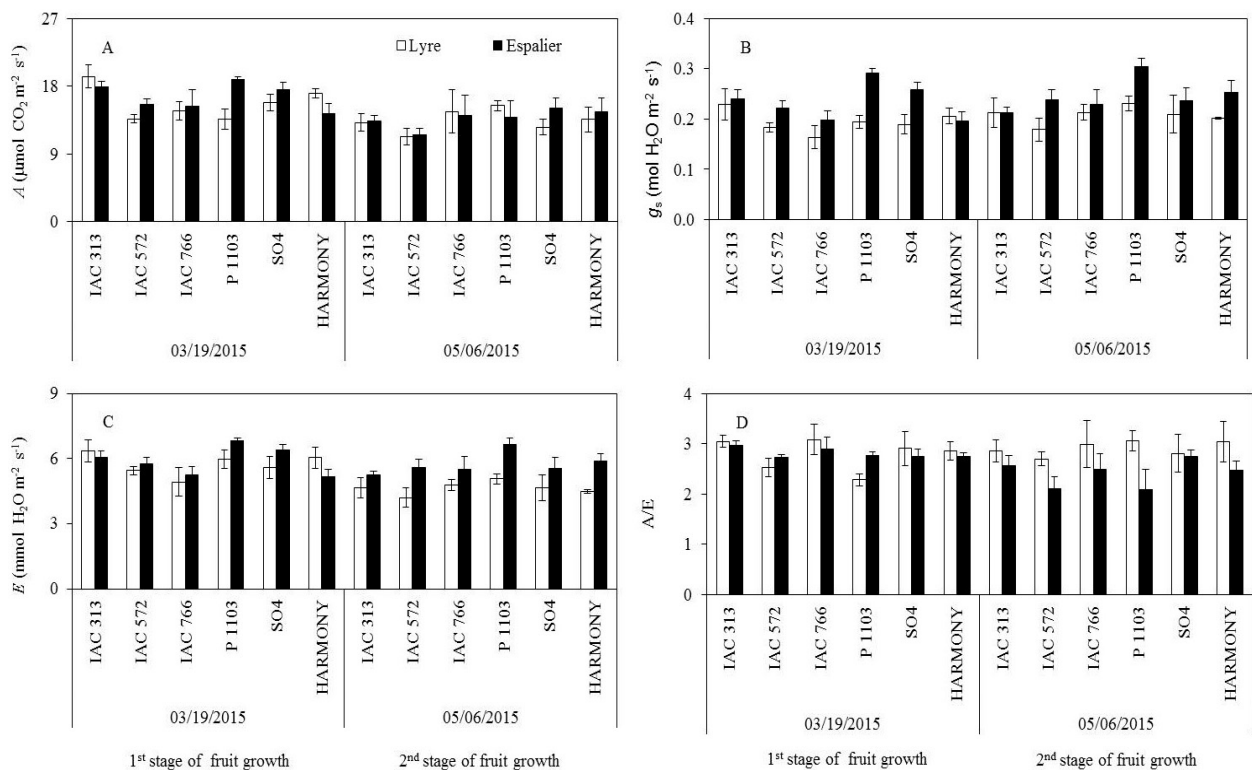 27
18
9
0
A (µmol CO₂ m⁻² s⁻¹)
A
Lyre
Espalier
IAC 313
IAC 572
IAC 766
P 1103
SO4
HARMONY
IAC 313
IAC 572
IAC 766
P 1103
SO4
HARMONY
03/19/2015
05/06/2015
0.4
0.3
0.2
0.1
0.0
gₛ (mol H₂O m⁻² s⁻¹)
B
IAC 313
IAC 572
IAC 766
P 1103
SO4
HARMONY
IAC 313
IAC 572
IAC 766
P 1103
SO4
HARMONY
03/19/2015
05/06/2015
9
6
3
0
E (mmol H₂O m⁻² s⁻¹)
C
IAC 313
IAC 572
IAC 766
P 1103
SO4
HARMONY
IAC 313
IAC 572
IAC 766
P 1103
SO4
HARMONY
03/19/2015
05/06/2015
1st stage of fruit growth
2nd stage of fruit growth
4
3
2
1
0
A/E
D
IAC 313
IAC 572
IAC 766
P 1103
SO4
HARMONY
IAC 313
IAC 572
IAC 766
P 1103
SO4
HARMONY
03/19/2015
05/06/2015
1st stage of fruit growth
2nd stage of fruit growth